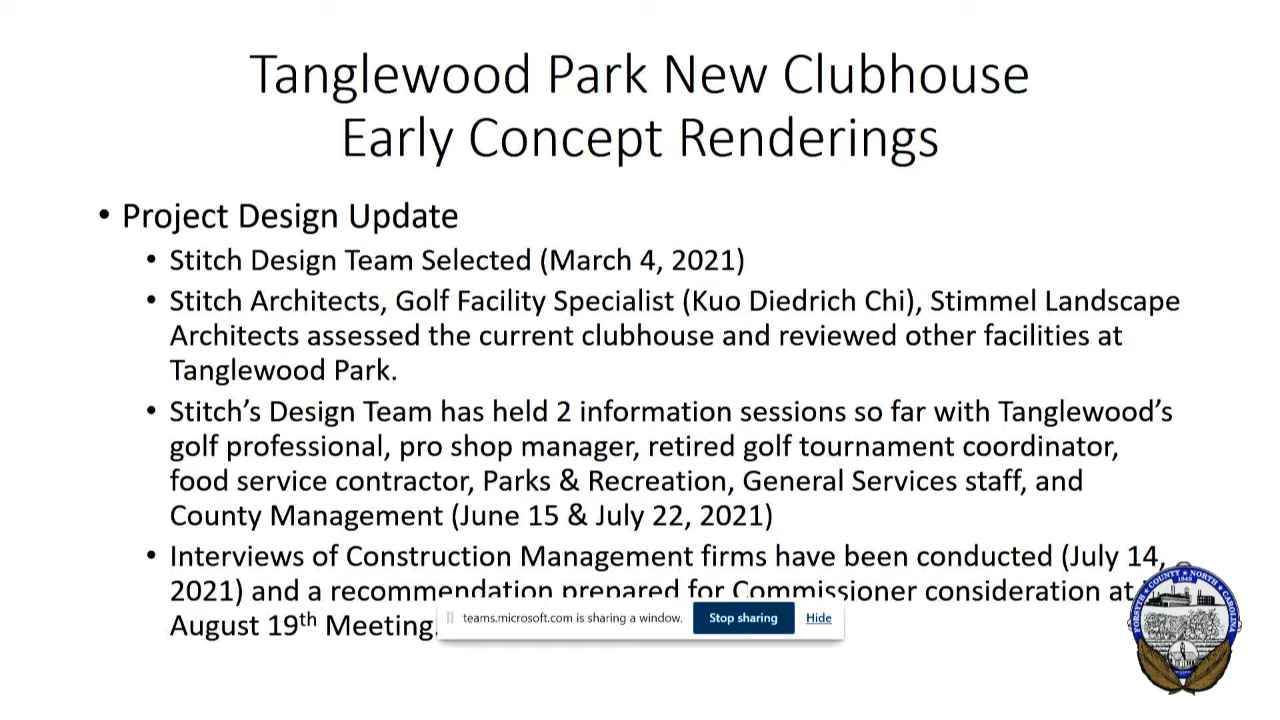 Tanglewood Park New Clubhouse
Early Concept Renderings
• Project Design Update
• Stitch Design Team Selected (March 4, 2021)
• Stitch Architects, Golf Facility Specialist (Kuo Diedrich Chi), Stimmel Landscape
Architects assessed the current clubhouse and reviewed other facilities at
Tanglewood Park.
• Stitch’s Design Team has held 2 information sessions so far with Tanglewood’s
golf professional, pro shop manager, retired golf tournament coordinator,
food service contractor, Parks & Recreation, General Services staff, and
County Management (June 15 & July 22, 2021)
• Interviews of Construction Management firms have been conducted (July 14,
2021) and a recommendation prepared for Commissioner consideration at
August 19th Meeting.
teams.microsoft.com is sharing a window. Stop sharing Hide
FORSYTH COUNTY NORTH CAROLINA
1849